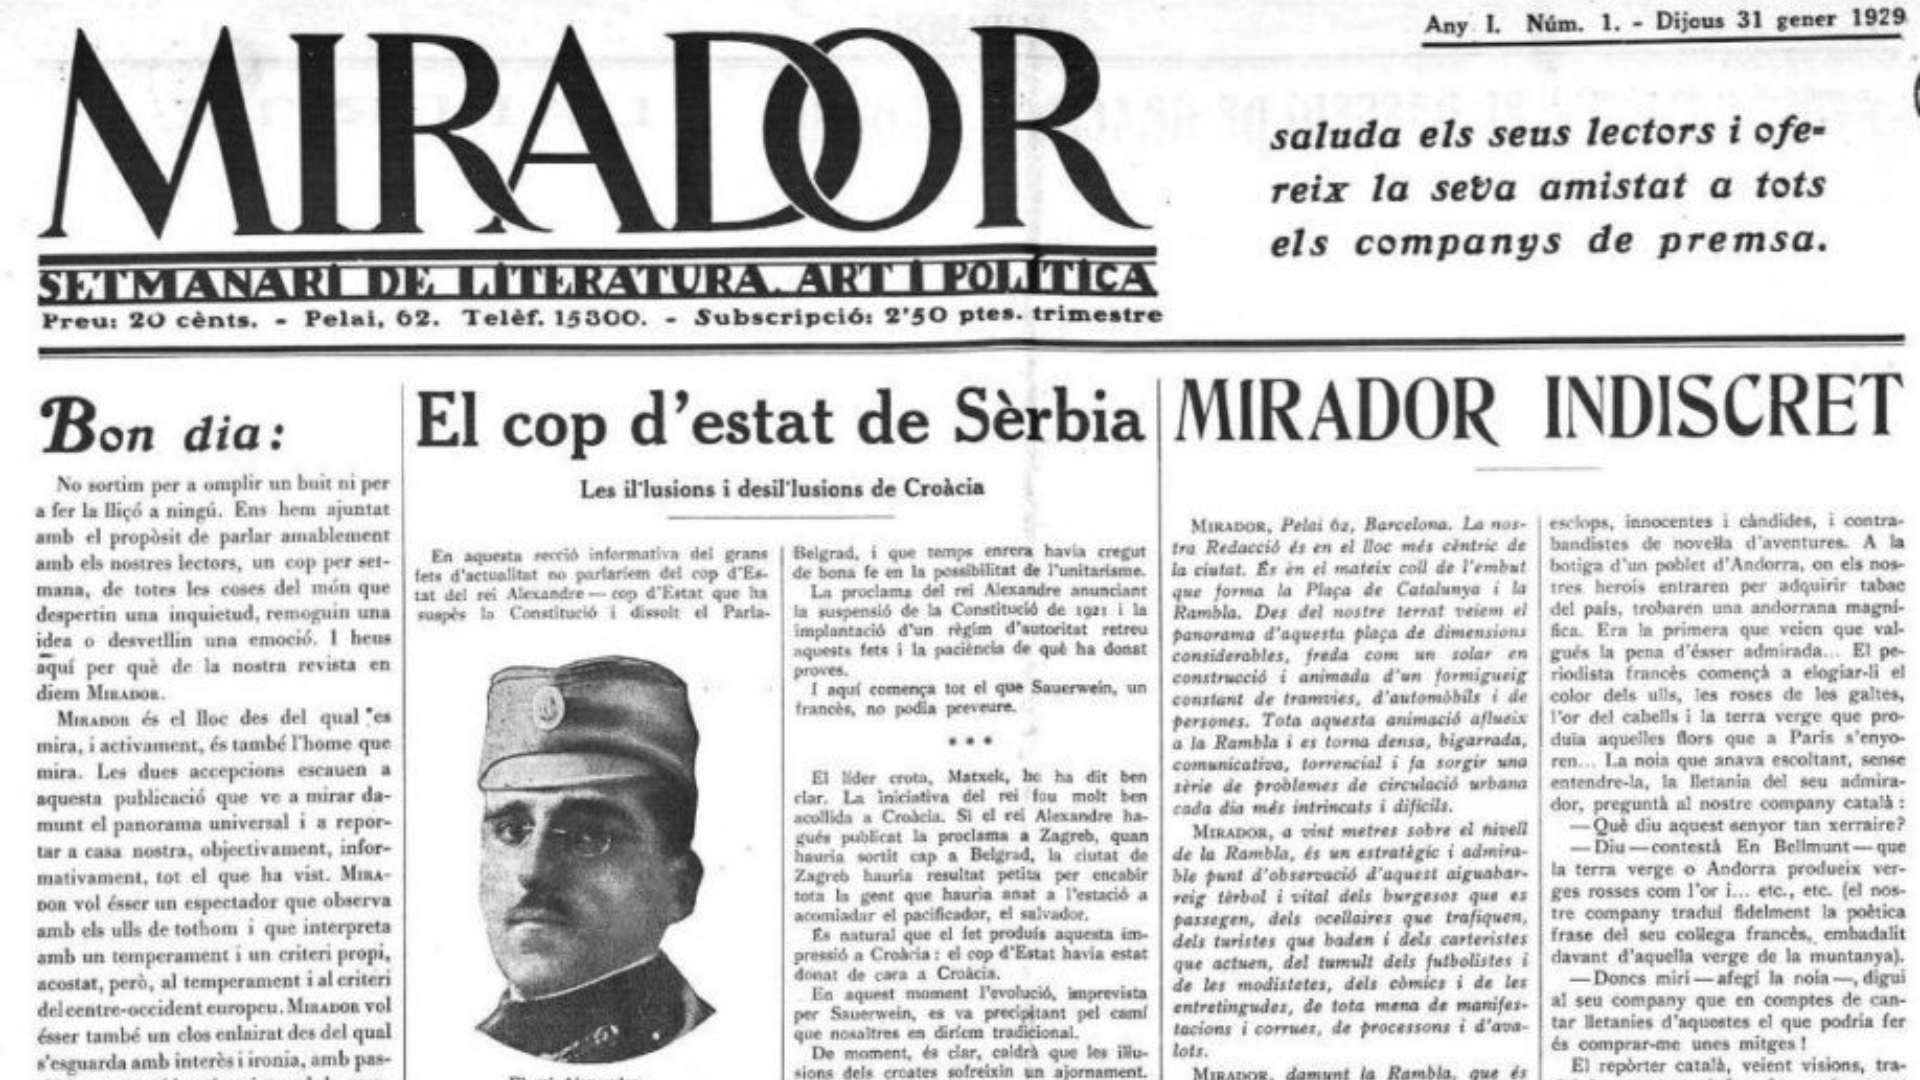 MIRADOR
SETMANARI DE LITERATURA, ART I POLÍTICA
Preu: 20 cènts. - Pelai, 62. Telèf. 15300. - Subscripció: 2'50 ptes. trimestre
Any I. Núm. 1. - Dijous 31 gener 1929
saluda els seus lectors i ofe-
reix la seva amistat a tots
els companys de premsa.
Bon dia:
No sortim per a omplir un buit ni per
a fer la lliçó a ningú. Ens hem ajuntat
amb el propòsit de parlar amablement
amb els nostres lectors, un cop per set-
mana, de totes les coses del món que
despertin una inquietud, remoguin una
idea o desvetllin una emoció. I heus
aquí per què de la nostra revista en
diem MIRADOR.
MIRADOR és el lloc des del qual es
mira, i activament, és també l'home que
mira. Les dues accepcions escauen a
aquesta publicació que ve a mirar da-
munt el panorama universal i a repor-
tar a casa nostra, objectivament, infor-
mativament, tot el que ha vist. MIRA-
DOR vol ésser un espectador que observa
amb els ulls de tothom i que interpreta
amb un temperament i un criteri propi,
acostat, però, al temperament i al criteri
del centre-occident europeu. MIRADOR vol
ésser també un clos enlairat des del qual
s'esguarda amb interès i ironia, amb pas-
El cop d'estat de Sèrbia
Les il'lusions i desil'lusions de Croàcia
En aquesta secció informativa del grans
fets d'actualitat no parlaríem del cop d'Es-
tat del rei Alexandre — cop d'Estat que ha
suspès la Constitució i dissolt el Parla-
Belgrad, i que temps enrera havia cregut
de bona fe en la possibilitat de l'unitarisme.
La proclama del rei Alexandre anunciant
la suspensió de la Constitució de 1921 i la
implantació d'un règim d'autoritat retreu
aquests fets i la paciència de què ha donat
proves.
I aquí comença tot el que Sauerwein, un
francès, no podia preveure.
* * *
El líder crota, Matxek, ho ha dit ben
clar. La iniciativa del rei fou molt ben
acollida a Croàcia. Si el rei Alexandre ha-
gués publicat la proclama a Zagreb, quan
hauria sortit cap a Belgrad, la ciutat de
Zagreb hauria resultat petita per encabir
tota la gent que hauria anat a l'estació a
acomiadar el pacificador, el salvador.
És natural que el fet produís aquesta im-
pressió a Croàcia : el cop d'Estat havia estat
donat de cara a Croàcia.
En aquest moment l'evolució, imprevista
per Sauerwein, es va precipitant pel camí
que nosaltres en diríem tradicional.
De moment, és clar, caldrà que les il·lu-
sions dels croates sofreixin un ajornament.
MIRADOR INDISCRET
MIRADOR, Pelai 62, Barcelona. La nos-
tra Redacció és en el lloc més cèntric de
la ciutat. És en el mateix coll de l'embut
que forma la Plaça de Catalunya i la
Rambla. Des del nostre terrat veiem el
panorama d'aquesta plaça de dimensions
considerables, freda com un solar en
construcció i animada d'un formigueig
constant de tramvies, d'automòbils i de
persones. Tota aquesta animació aflueix
a la Rambla i es torna densa, bigarrada,
comunicativa, torrencial i fa sorgir una
sèrie de problemes de circulació urbana
cada dia més intrincats i difícils.
MIRADOR, a vint metres sobre el nivell
de la Rambla, és un estratègic i admira-
ble punt d'observació d'aquest aiguabar-
reig tèrbol i vital dels burgesos que es
passegen, dels ocellaires que trafiquen,
dels turistes que baden i dels carteristes
que actuen, del tumult dels futbolistes i
de les modistetes, dels còmics i de les
entretingudes, de tota mena de manifes-
tacions i corrues, de processons i d'ava-
lots.
MIRADOR, damunt la Rambla, que és
esclops, innocentes i càndides, i contra-
bandistes de novella d'aventures. A la
botiga d'un poblet d'Andorra, on els nos-
tres herois entraren per adquirir tabac
del país, trobaren una andorrana magní-
fica. Era la primera que veien que val-
gués la pena d'ésser admirada... El pe-
riodista francès començà a elogiar-li el
color dels ulls, les roses de les galtes,
l'or del cabells i la terra verge que pro-
duïa aquelles flors que a París s'enyo-
ren... La noia que anava escoltant, sense
entendre-la, la lletania del seu admira-
dor, preguntà al nostre company català :
— Què diu aquest senyor tan xerraire?
— Diu — contestà En Bellmunt — que
la terra verge o Andorra produeix ver-
ges rosses com l'or i... etc., etc. (el nos-
tre company traduí fidelment la poètica
frase del seu collega francès, embadalit
davant d'aquella verge de la muntanya).
— Doncs miri — afegí la noia —, digui
al seu company que en comptes de can-
tar lletanies d'aquestes el que podria fer
és comprar-me unes mitges !
El repòrter català, veient visions, tra-